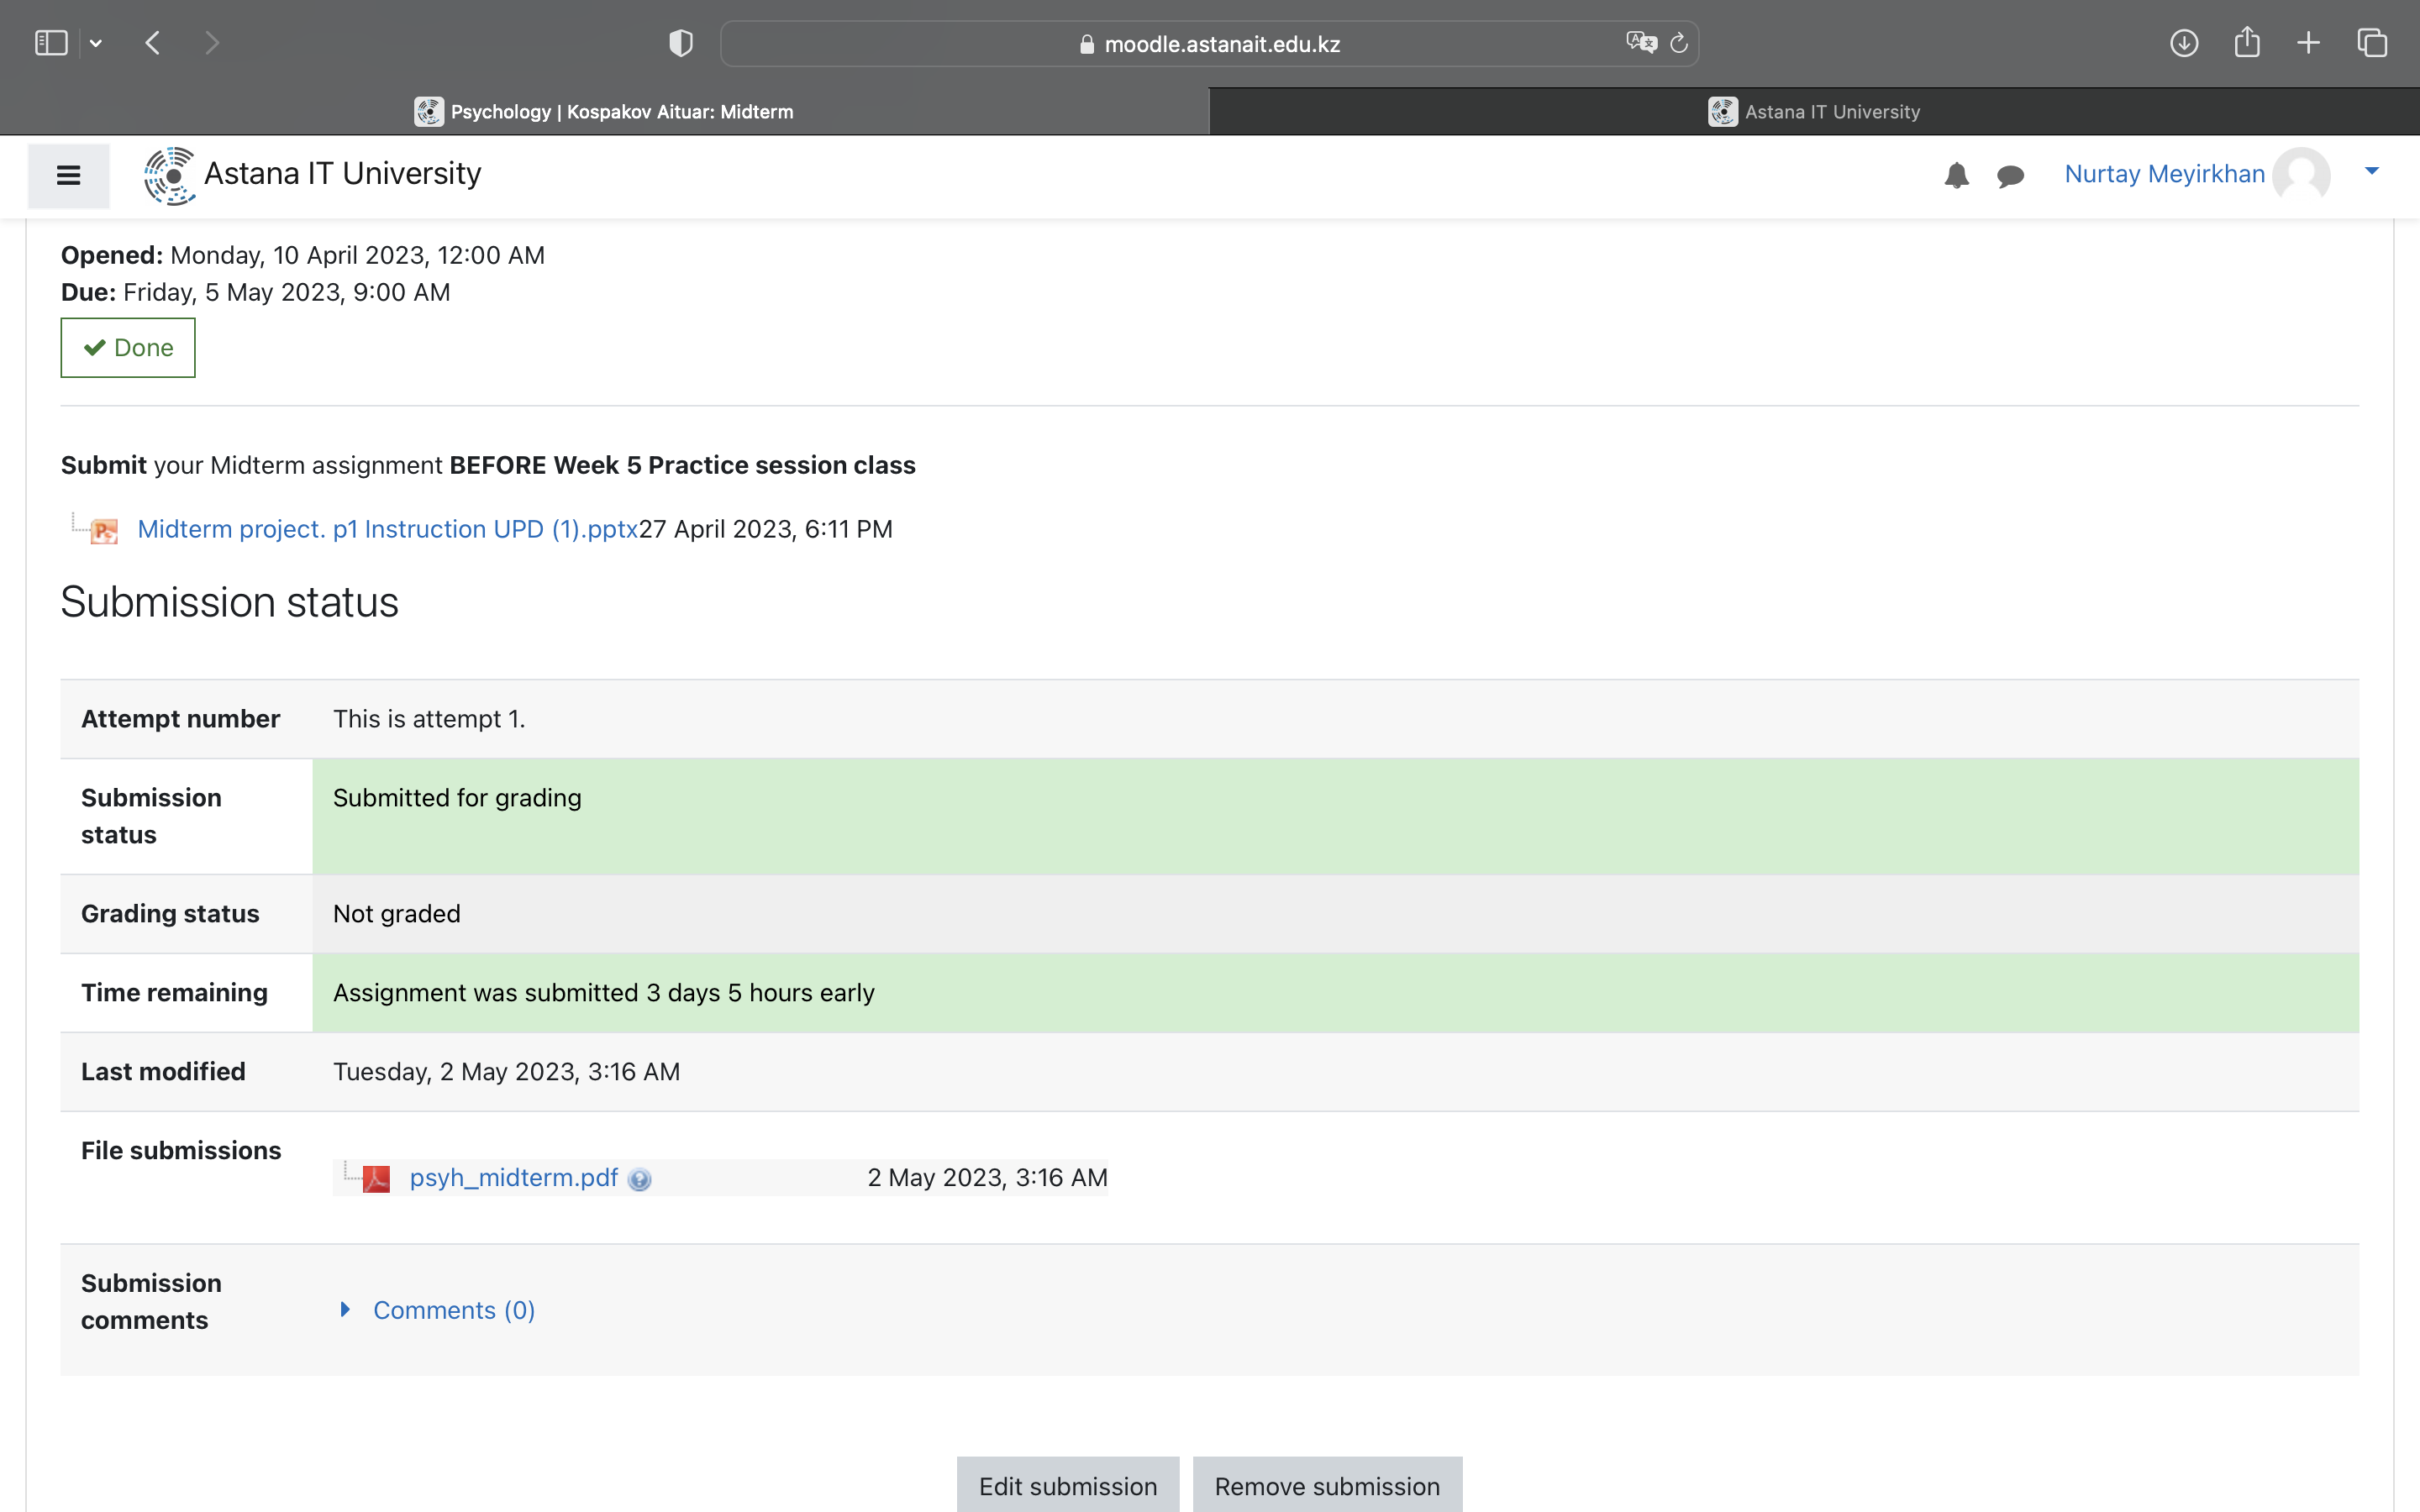 moodle.astanait.edu.kz
Psychology | Kospakov Aituar: Midterm
Astana IT University
Astana IT University
Nurtay Meyirkhan
Opened: Monday, 10 April 2023, 12:00 AM
Due: Friday, 5 May 2023, 9:00 AM
Done
Submit your Midterm assignment BEFORE Week 5 Practice session class
Midterm project. p1 Instruction UPD (1).pptx27 April 2023, 6:11 PM
Submission status
Attempt number This is attempt 1.
Submission status Submitted for grading
Grading status Not graded
Time remaining Assignment was submitted 3 days 5 hours early
Last modified Tuesday, 2 May 2023, 3:16 AM
File submissions
psyh_midterm.pdf 2 May 2023, 3:16 AM
Submission comments
Comments (0)
Edit submission Remove submission